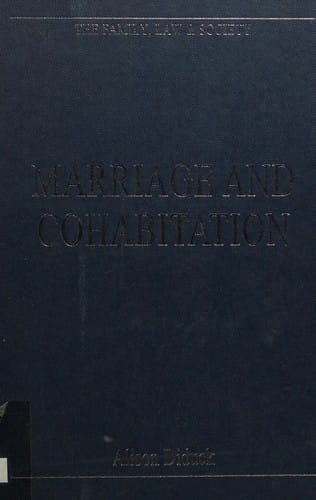 THE FAMILY, LAW & SOCIETY
MARRIAGE AND
COHABITATION
Alison Diduck